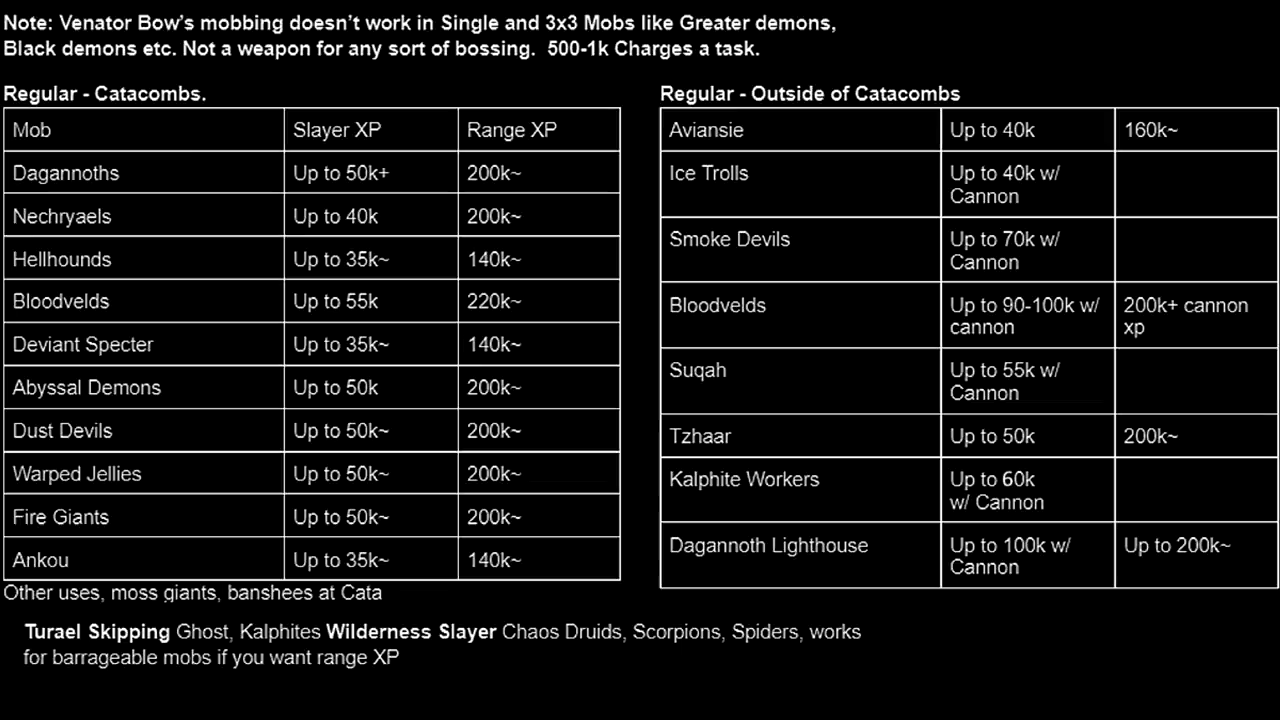 Note: Venator Bow's mobbing doesn't work in Single and 3x3 Mobs like Greater demons,
Black demons etc. Not a weapon for any sort of bossing.  500-1k Charges a task.
Regular - Catacombs.
Mob Slayer XP Range XP
Dagannoths Up to 50k+ 200k~
Nechryaels Up to 40k 200k~
Hellhounds Up to 35k~ 140k~
Bloodvelds Up to 55k 220k~
Deviant Specter Up to 35k~ 140k~
Abyssal Demons Up to 50k 200k~
Dust Devils Up to 50k~ 200k~
Warped Jellies Up to 50k~ 200k~
Fire Giants Up to 50k~ 200k~
Ankou Up to 35k~ 140k~
Other uses, moss giants, banshees at Cata
Regular - Outside of Catacombs
Aviansie Up to 40k 160k~
Ice Trolls Up to 40k w/
Cannon
Smoke Devils Up to 70k w/
Cannon
Bloodvelds Up to 90-100k w/ 200k+ cannon
cannon xp
Suqah Up to 55k w/
Cannon
Tzhaar Up to 50k 200k~
Kalphite Workers Up to 60k
w/ Cannon
Dagannoth Lighthouse Up to 100k w/ Up to 200k~
Cannon
Turael Skipping Ghost, Kalphites Wilderness Slayer Chaos Druids, Scorpions, Spiders, works
for barrageable mobs if you want range XP